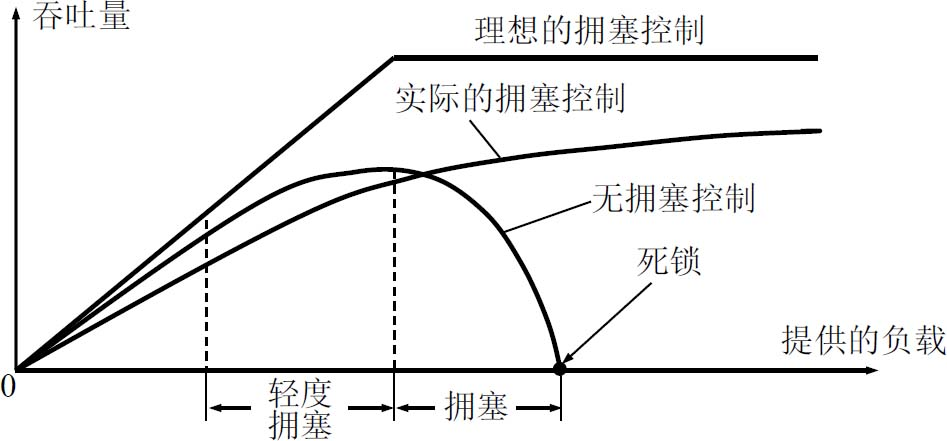 吞吐量
理想的拥塞控制
实际的拥塞控制
无拥塞控制
死锁
提供的负载
0
轻度
拥塞
拥塞